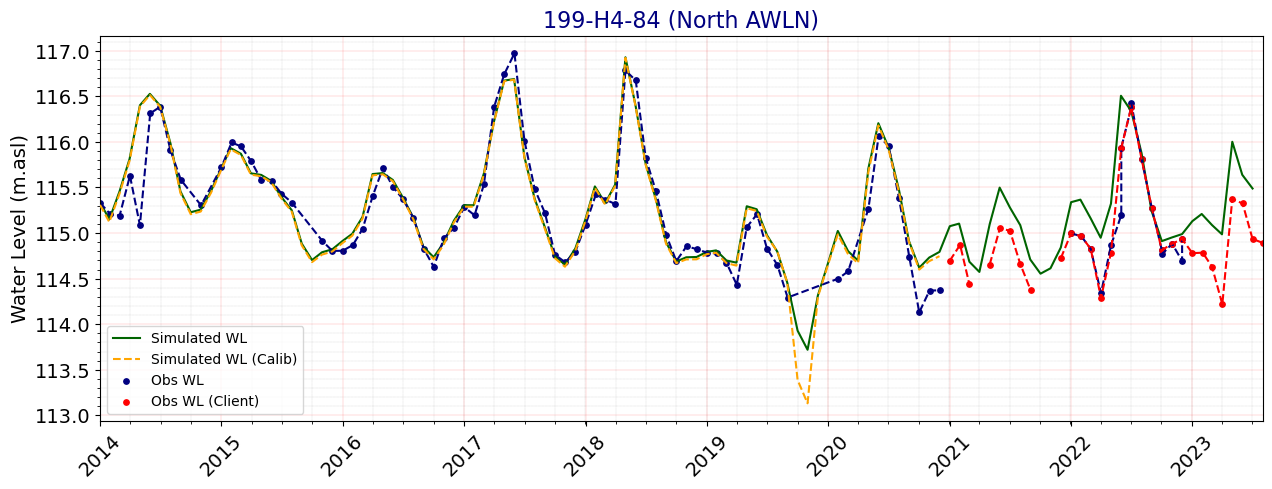 199-H4-84 (North AWLN)
Water Level (m.asl)
117.0
116.5
116.0
115.5
115.0
114.5
114.0
113.5
113.0
Simulated WL
Simulated WL (Calib)
Obs WL
Obs WL (Client)
2014 2015 2016 2017 2018 2019 2020 2021 2022 2023